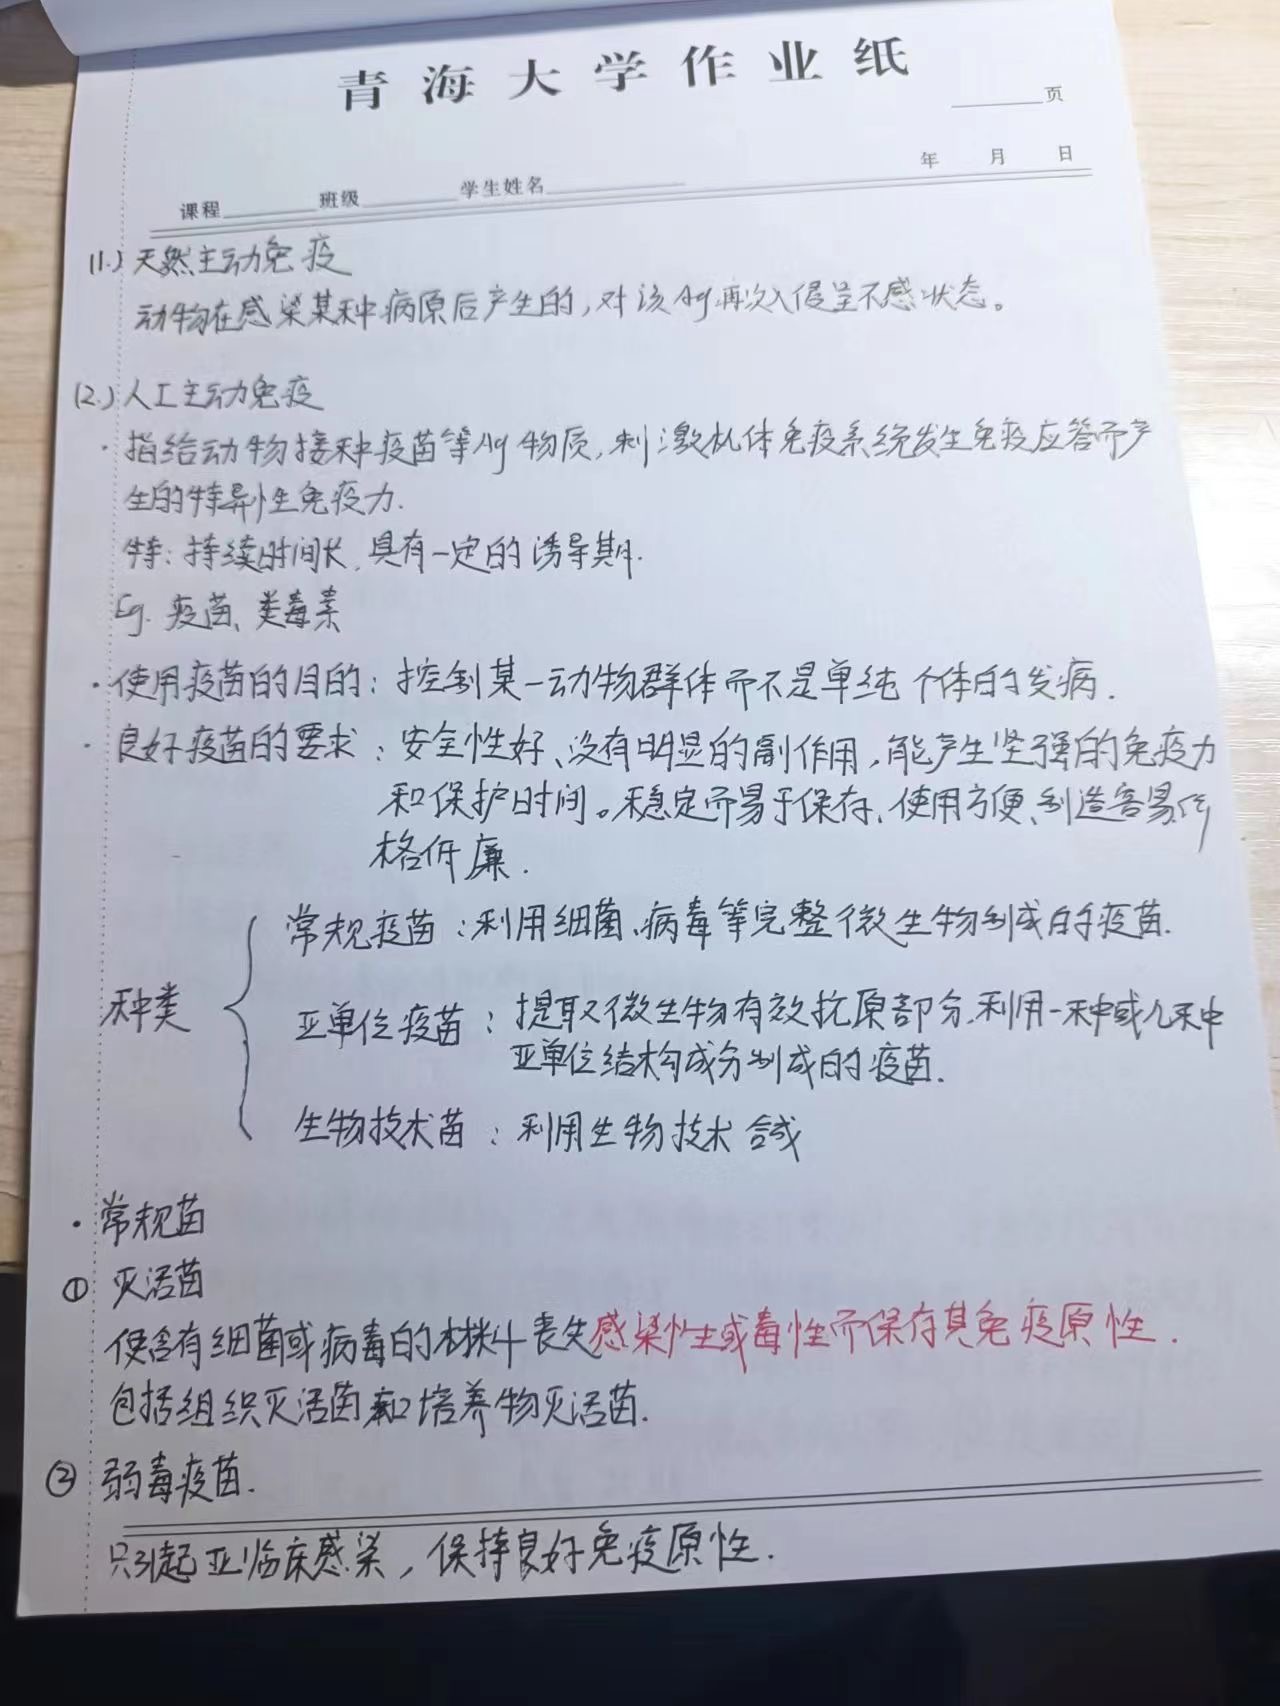 青海大学作业纸
页
年 月 日
课程 班级 学生姓名
(1.) 天然主动免疫
动物在感染某种病原后产生的,对该Ag再次入侵呈不感状态。
(2.) 人工主动免疫
· 指给动物接种疫苗等Ag物质,刺激机体免疫系统发生免疫应答而产
生的特异性免疫力.
特: 持续时间长, 具有一定的诱导期.
Eg. 疫苗、类毒素
· 使用疫苗的目的: 控制某一动物群体而不是单纯个体的发病.
· 良好疫苗的要求: 安全性好、没有明显的副作用,能产生坚强的免疫力
和保护时间。稳定而易于保存、使用方便、制造容易价
格低廉.
常规疫苗: 利用细菌、病毒等完整微生物制成的疫苗.
种类
亚单位疫苗: 提取微生物有效抗原部分,利用一种或几种
亚单位结构成分制成的疫苗.
生物技术苗: 利用生物技术合成
· 常规苗
① 灭活苗
使含有细菌或病毒的材料丧失感染性或毒性而保存其免疫原性.
包括组织灭活苗和培养物灭活苗.
② 弱毒疫苗.
只引起亚临床感染,保持良好免疫原性.